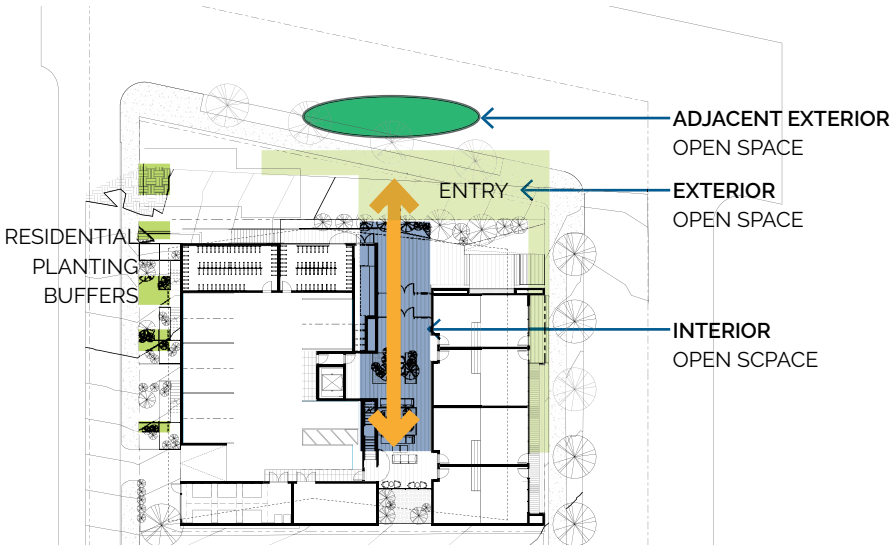 ADJACENT EXTERIOR
OPEN SPACE
ENTRY
EXTERIOR
OPEN SPACE
RESIDENTIAL
PLANTING
BUFFERS
INTERIOR
OPEN SCPACE